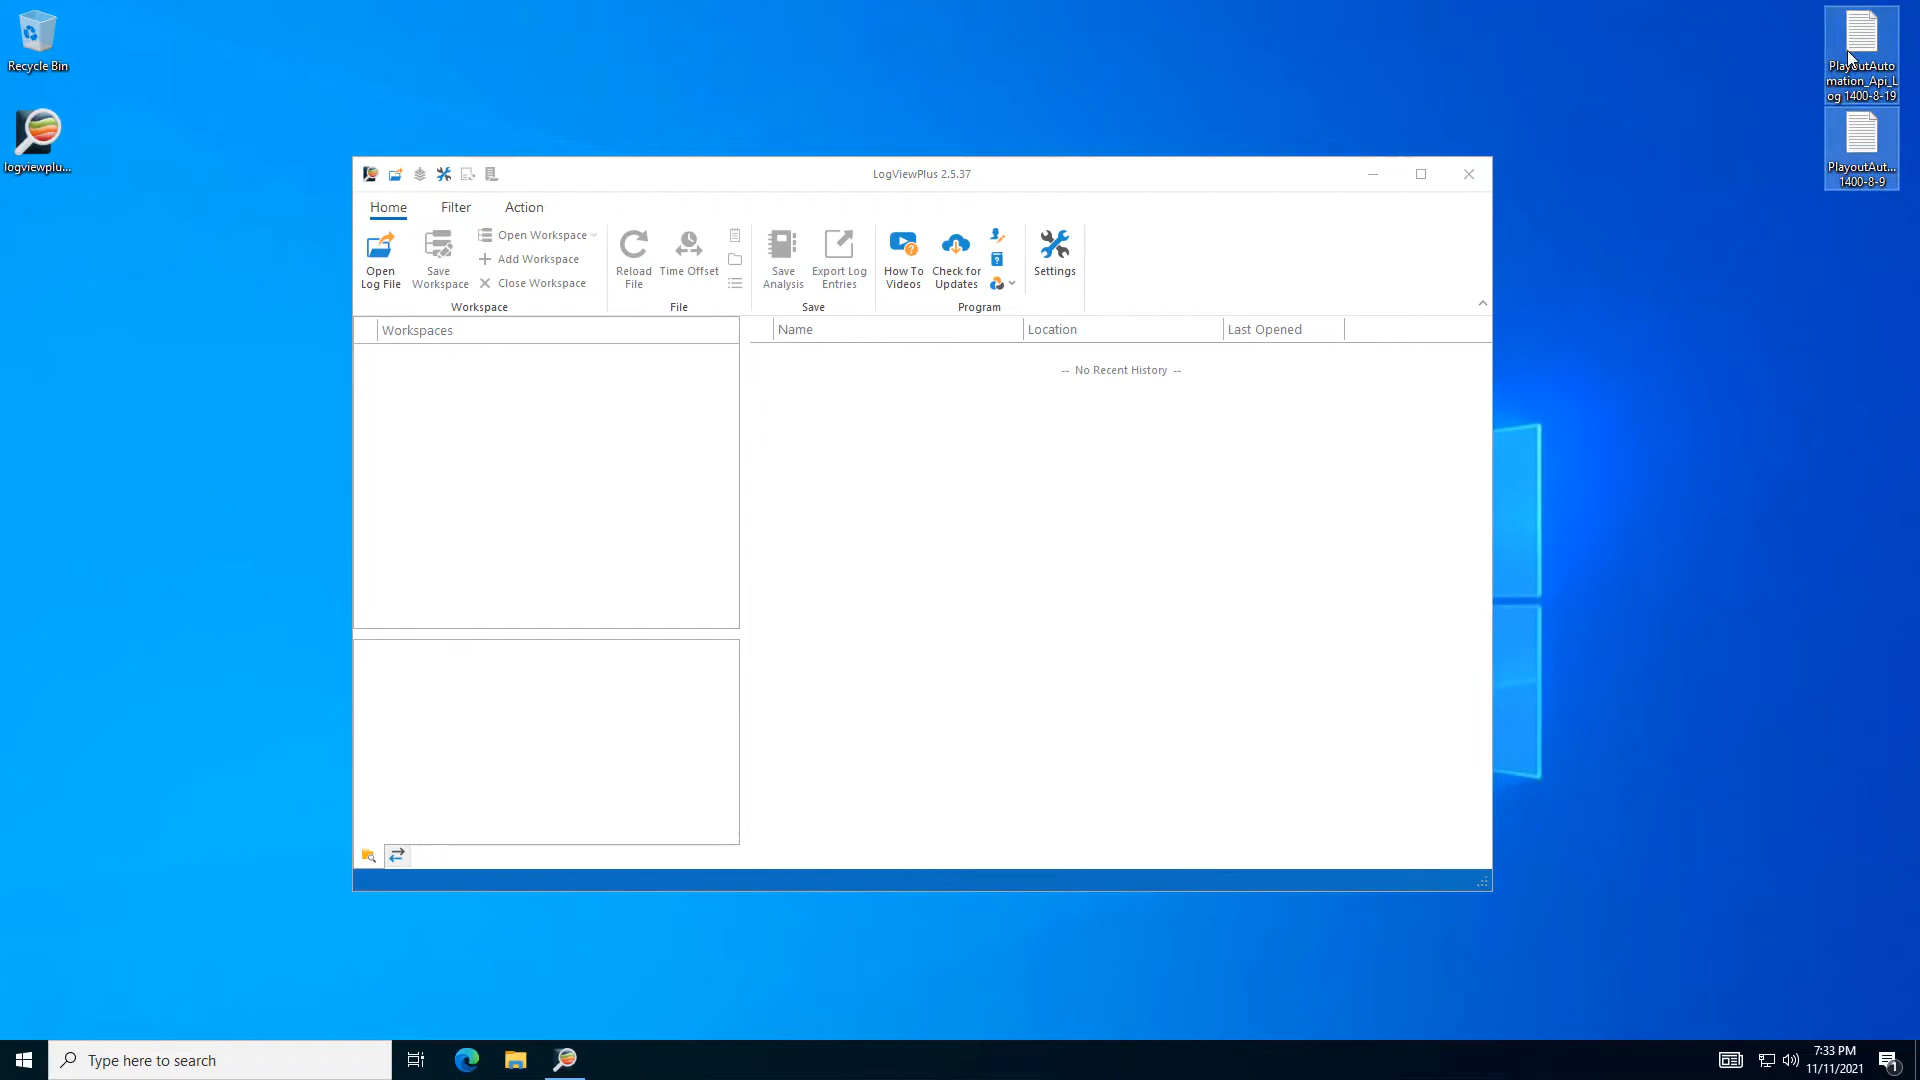 Recycle Bin
logviewplu...
PlayoutAuto
mation_Api_L
og 1400-8-19
PlayoutAut...
1400-8-9
LogViewPlus 2.5.37
Home
Filter
Action
Open
Log File
Save
Workspace
Open Workspace
Add Workspace
Close Workspace
Workspace
Reload
File
Time Offset
File
Save
Analysis
Export Log
Entries
Save
How To
Videos
Check for
Updates
Program
Settings
Workspaces
Name
Location
Last Opened
-- No Recent History --
Type here to search
7:33 PM
11/11/2021
1